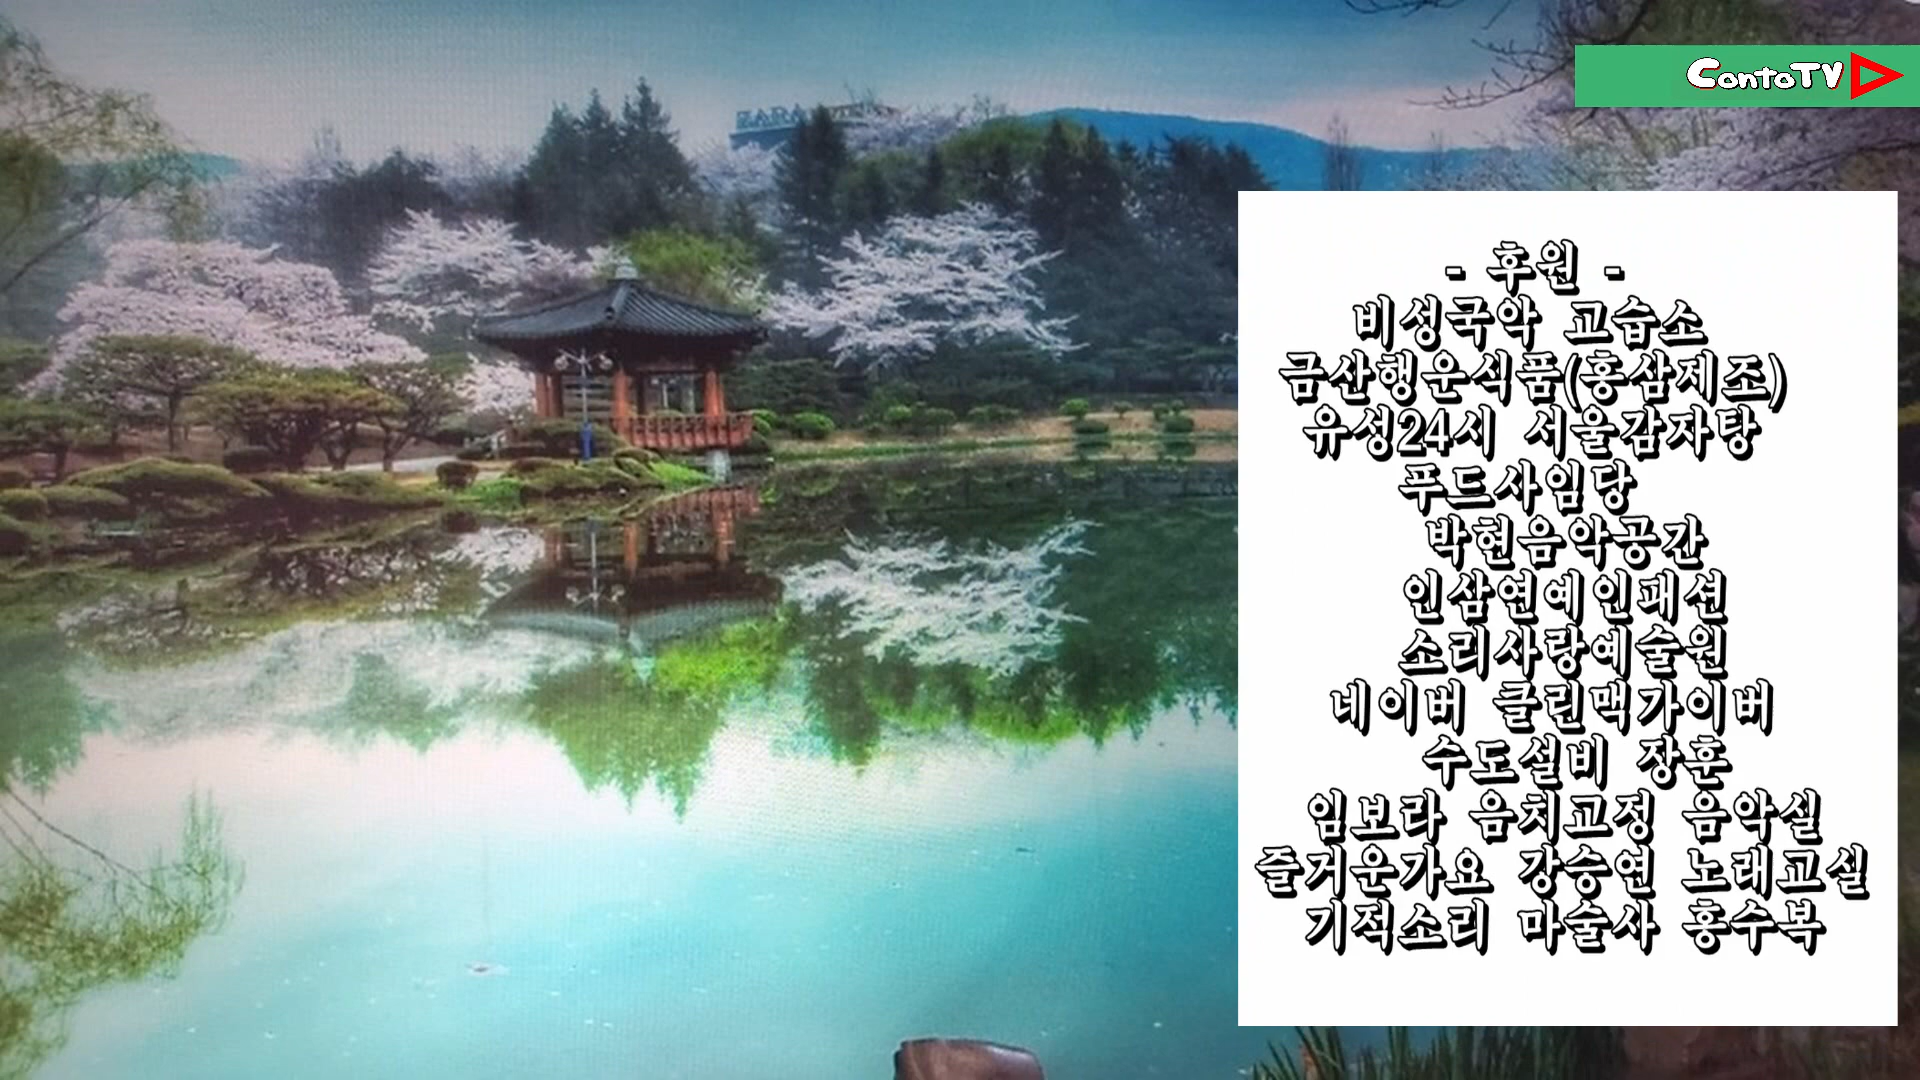 ContoTV
ZARA
- 후원 -
비성국악 교습소
금산행운식품(홍삼제조)
유성24시 서울감자탕
푸드사임당
박현음악공간
인삼연예인패션
소리사랑예술원
네이버 클린맥가이버
수도설비 장훈
임보라 음치교정 음악실
즐거운가요 강승연 노래교실
기적소리 마술사 홍수복